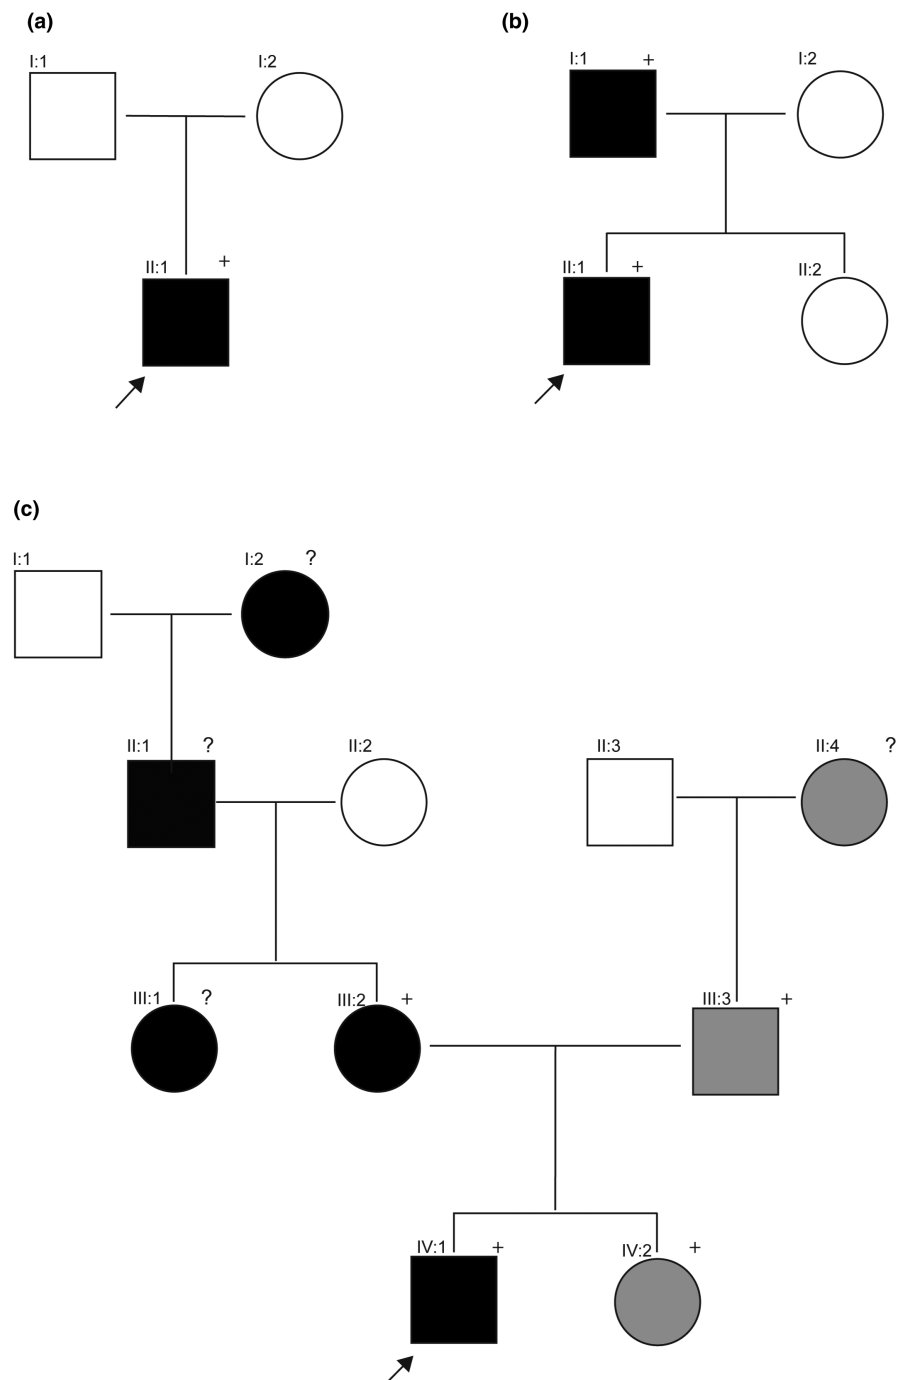 (a)
(b)
I:1
I:2
I:1 +
I:2
II:1 +
II:1 +
II:2
(c)
I:1
I:2 ?
II:1 ?
II:2
II:3
II:4 ?
III:1 ?
III:2 +
III:3 +
IV:1 +
IV:2 +